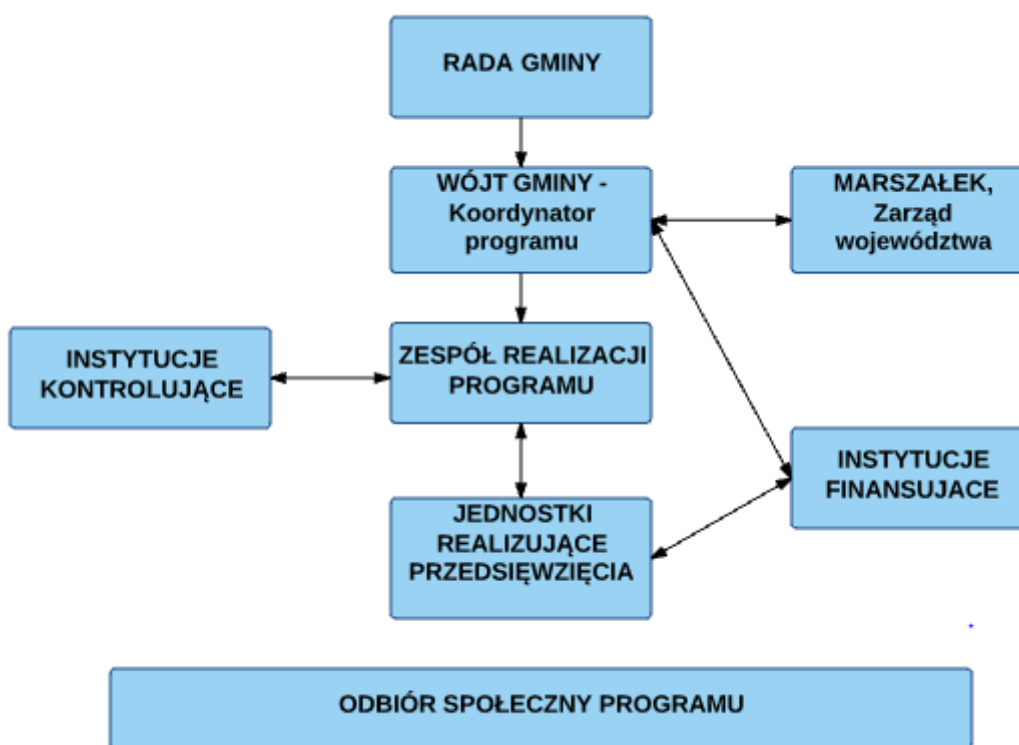 RADA GMINY
WÓJT GMINY -
Koordynator
programu
MARSZAŁEK,
Zarząd
województwa
INSTYTUCJE
KONTROLUJĄCE
ZESPÓŁ REALIZACJI
PROGRAMU
INSTYTUCJE
FINANSUJACE
JEDNOSTKI
REALIZUJĄCE
PRZEDSIĘWZIĘCIA
ODBIÓR SPOŁECZNY PROGRAMU